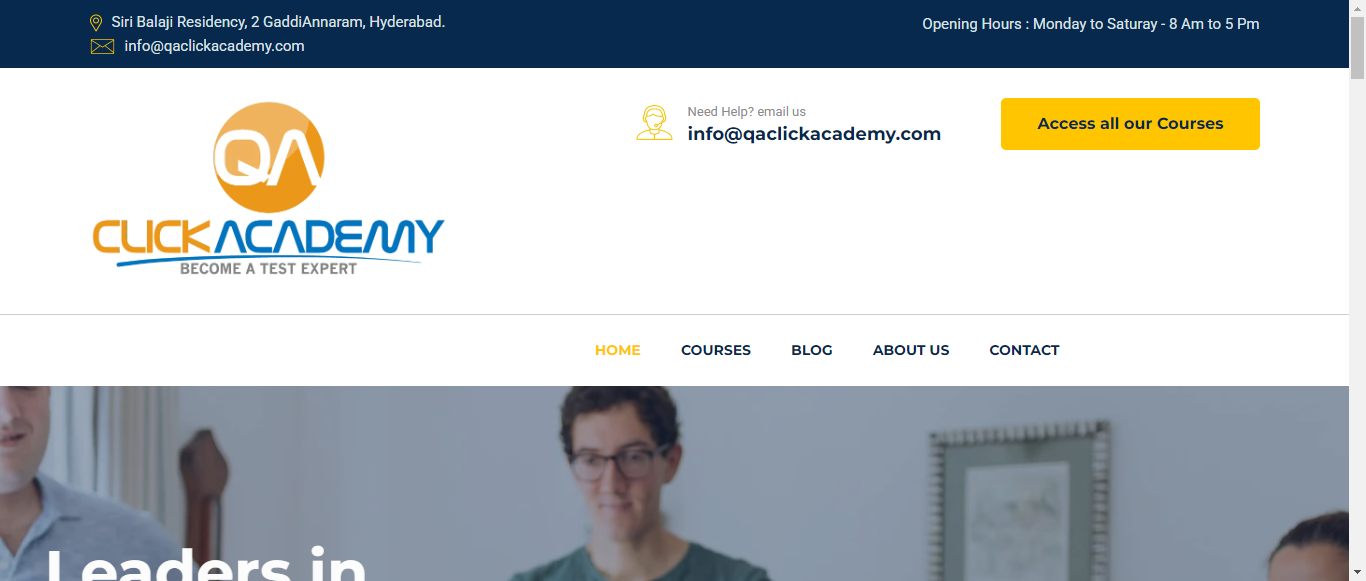 Siri Balaji Residency, 2 GaddiAnnaram, Hyderabad.
info@qaclickacademy.com
Opening Hours : Monday to Saturay - 8 Am to 5 Pm
QA
CLICKACADEMY
BECOME A TEST EXPERT
Need Help? email us
info@qaclickacademy.com
Access all our Courses
HOME COURSES BLOG ABOUT US CONTACT
Leaders in